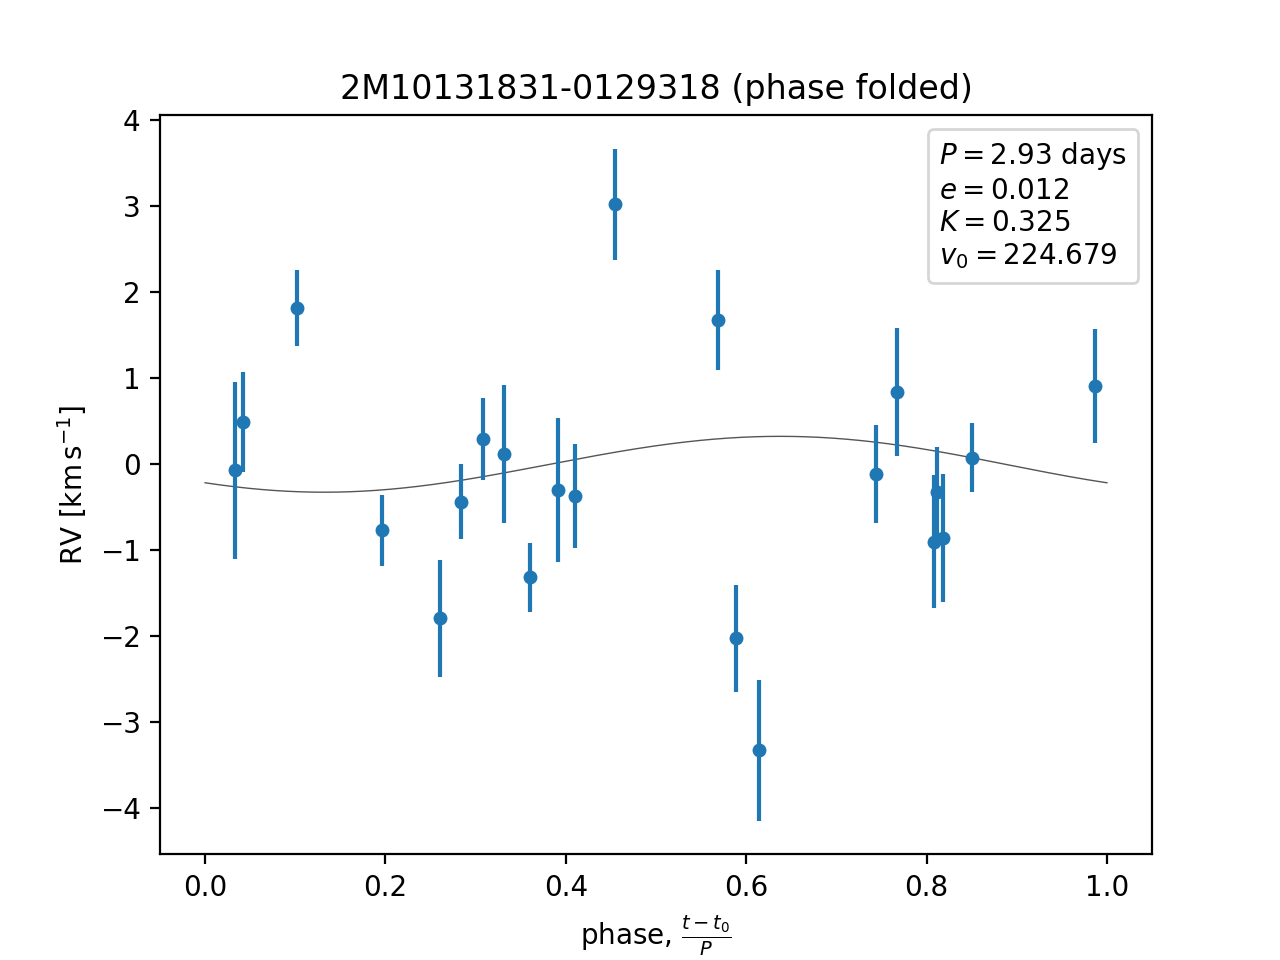 2M10131831-0129318 (phase folded)
P = 2.93 days
e = 0.012
K = 0.325
v₀ = 224.679
RV [km s⁻¹]
4
3
2
1
0
−1
−2
−3
−4
0.0 0.2 0.4 0.6 0.8 1.0
phase, (t − t₀)/P